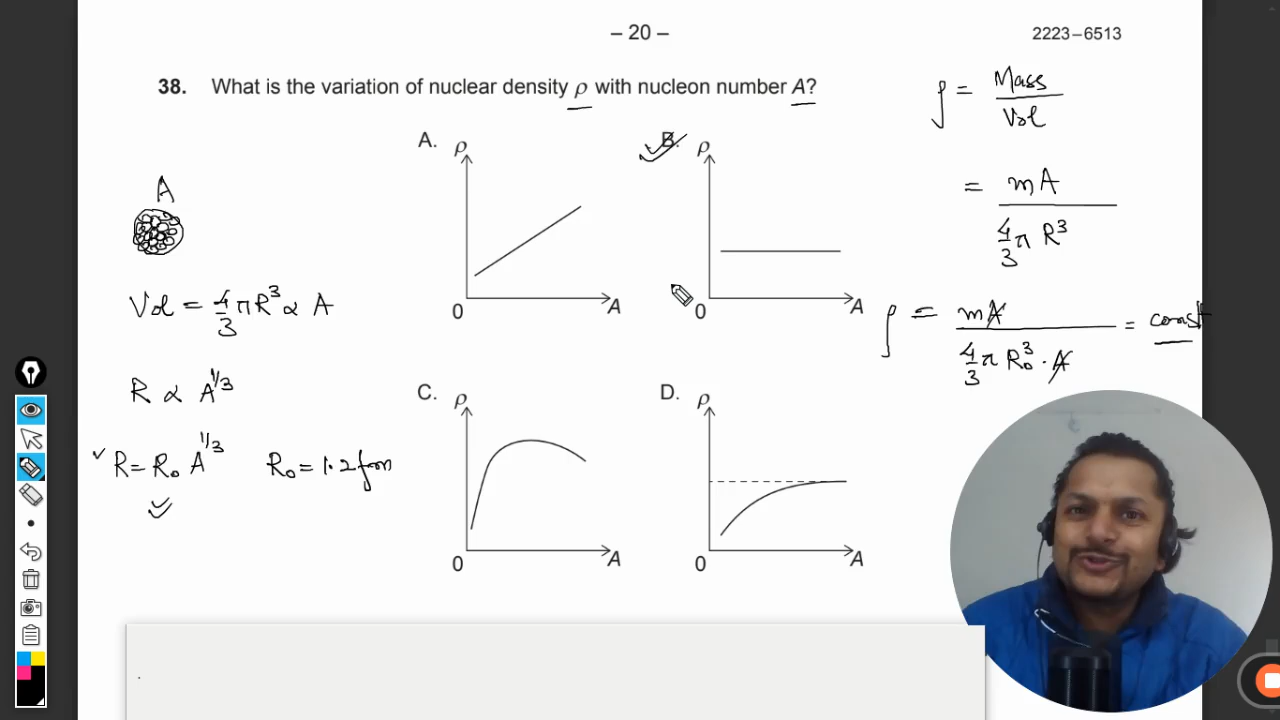 – 20 –
2223 – 6513
38. What is the variation of nuclear density ρ with nucleon number A?
A. ρ
0 A
B. ρ
0 A
C. ρ
0 A
D. ρ
0 A
A
Vol = 4/3 π R³ ∝ A
R ∝ A^1/3
R = R₀ A^1/3 R₀ = 1.2 fm
ρ = Mass / Vol
= mA / 4/3 π R³
ρ = mA / 4/3 π R₀³ · A = const